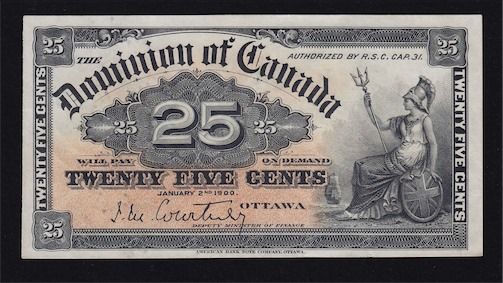 25
25
THE
AUTHORIZED BY R.S.C. CAP. 31.
Dominion of Canada
TWENTY FIVE CENTS
25 25 25
TWENTY FIVE CENTS
WILL PAY ON DEMAND
TWENTY FIVE CENTS
JANUARY 2ND 1900.
J.M. Courtney OTTAWA
DEPUTY MINISTER OF FINANCE
25
25
AMERICAN BANK NOTE COMPANY, OTTAWA.